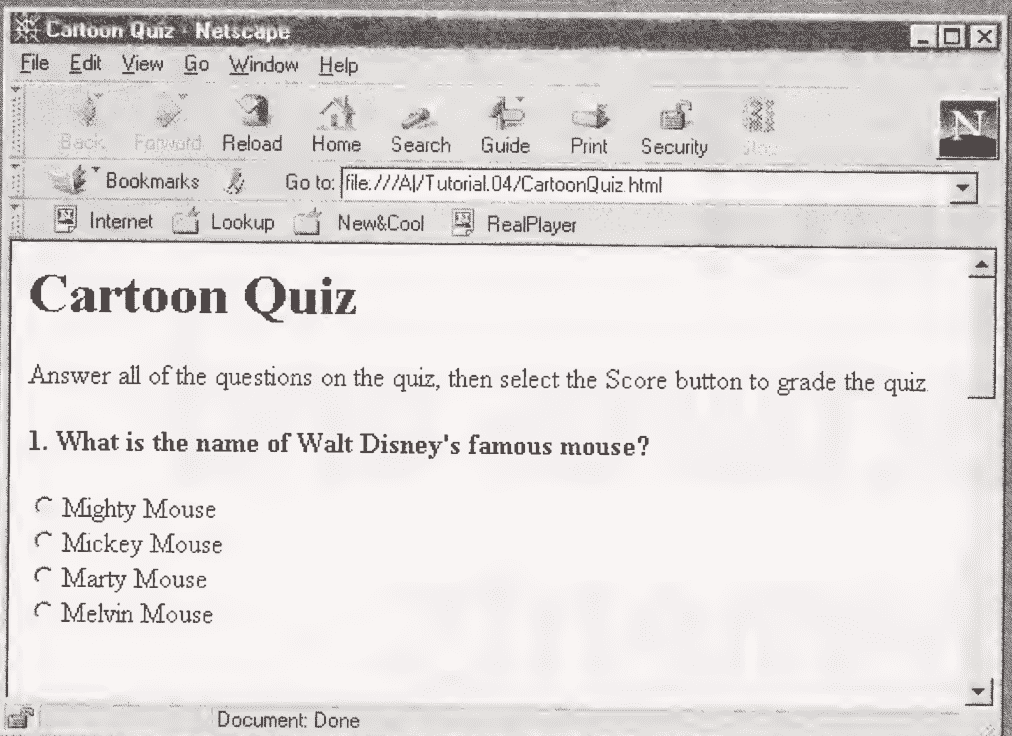 Cartoon Quiz - Netscape
File Edit View Go Window Help
Back Forward Reload Home Search Guide Print Security Stop
N
Bookmarks Go to: file:///A|/Tutorial.04/CartoonQuiz.html
Internet Lookup New&Cool RealPlayer
Cartoon Quiz
Answer all of the questions on the quiz, then select the Score button to grade the quiz
1. What is the name of Walt Disney's famous mouse?
Mighty Mouse
Mickey Mouse
Marty Mouse
Melvin Mouse
Document: Done